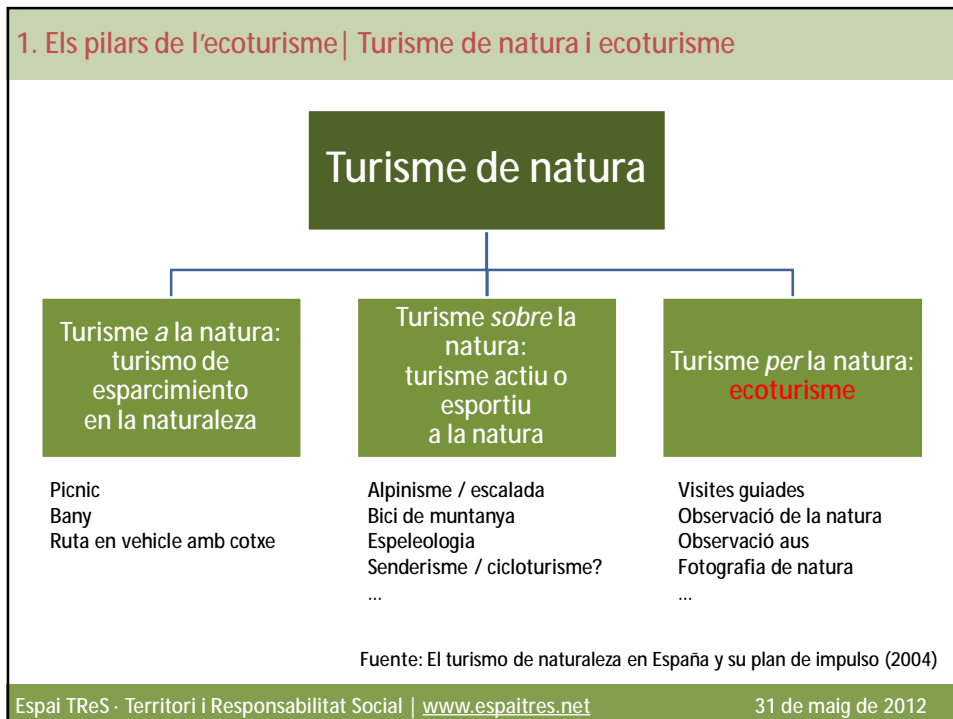 1. Els pilars de l'ecoturisme| Turisme de natura i ecoturisme
Turisme de natura
Turisme a la natura:
turismo de
esparcimiento
en la naturaleza
Turisme sobre la
natura:
turisme actiu o
esportiu
a la natura
Turisme per la natura:
ecoturisme
Picnic
Bany
Ruta en vehicle amb cotxe
Alpinisme / escalada
Bici de muntanya
Espeleologia
Senderisme / cicloturisme?
...
Visites guiades
Observació de la natura
Observació aus
Fotografia de natura
...
Fuente: El turismo de naturaleza en España y su plan de impulso (2004)
Espai TReS · Territori i Responsabilitat Social | www.espaitres.net 31 de maig de 2012